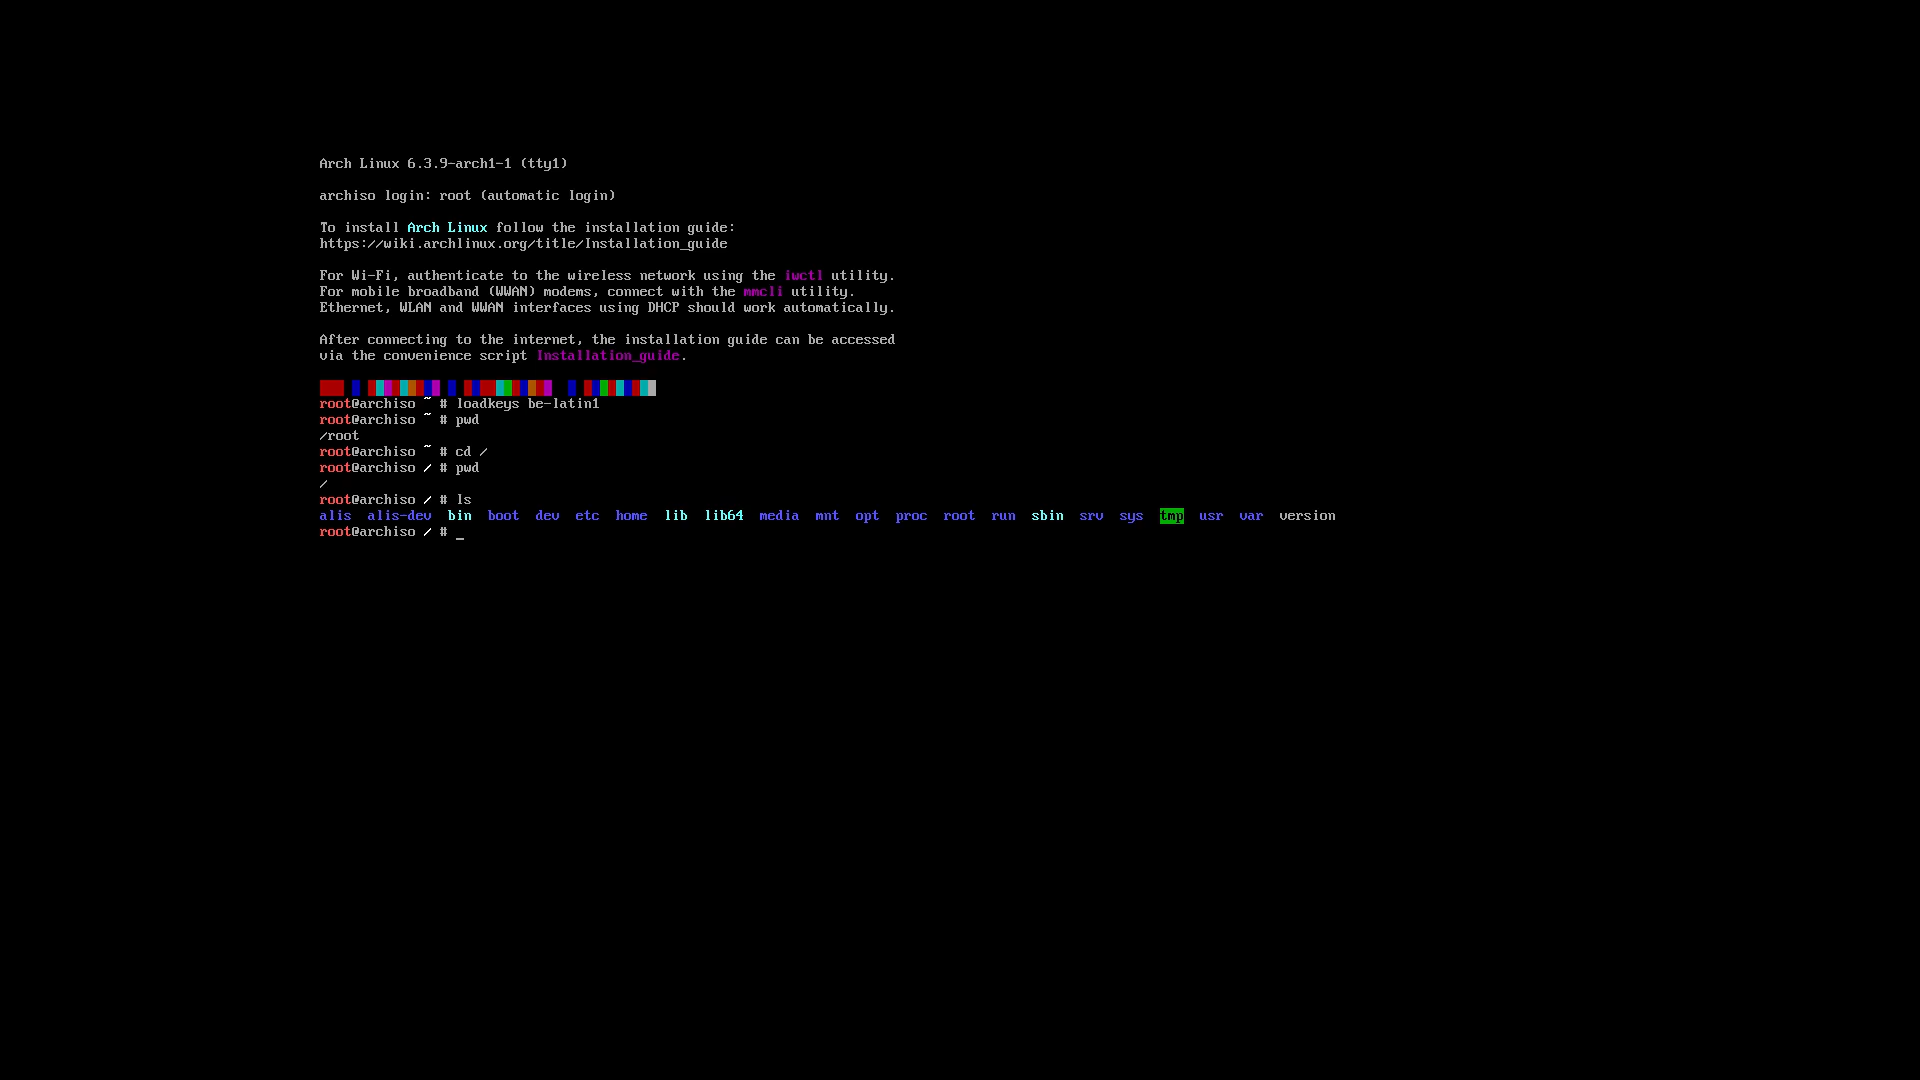 Arch Linux 6.3.9-arch1-1 (tty1)
archiso login: root (automatic login)
To install Arch Linux follow the installation guide:
https://wiki.archlinux.org/title/Installation_guide
For Wi-Fi, authenticate to the wireless network using the iwctl utility.
For mobile broadband (WWAN) modems, connect with the mmcli utility.
Ethernet, WLAN and WWAN interfaces using DHCP should work automatically.
After connecting to the internet, the installation guide can be accessed
via the convenience script Installation_guide.
root@archiso ~ # loadkeys be-latin1
root@archiso ~ # pwd
/root
root@archiso ~ # cd /
root@archiso / # pwd
/
root@archiso / # ls
alis  alis-dev  bin  boot  dev  etc  home  lib  lib64  media  mnt  opt  proc  root  run  sbin  srv  sys  tmp  usr  var  version
root@archiso / # _